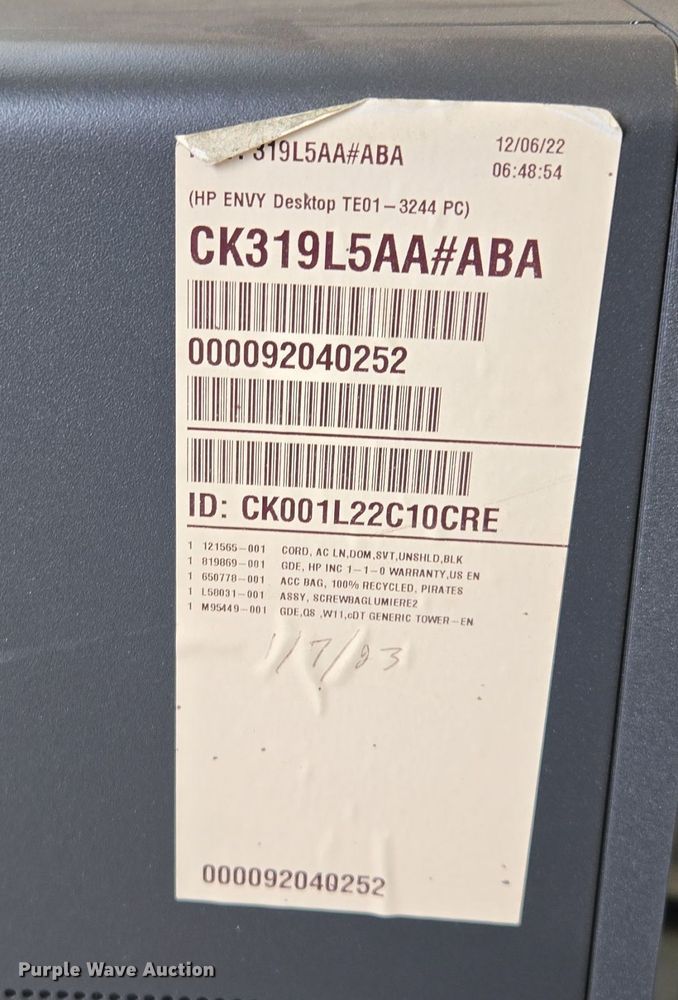 319L5AA#ABA
12/06/22
06:48:54
(HP ENVY Desktop TE01-3244 PC)
CK319L5AA#ABA
000092040252
ID: CK001L22C10CRE
1 121565-001 CORD, AC LN,DOM,SVT,UNSHLD,BLK
1 819869-001 GDE, HP INC 1-1-0 WARRANTY,US EN
1 650778-001 ACC BAG, 100% RECYCLED, PIRATES
1 L58031-001 ASSY, SCREWBAGLUMIERE2
1 M95449-001 GDE,QS ,W11,cDT GENERIC TOWER-EN
1/7/23
000092040252
Purple Wave Auction